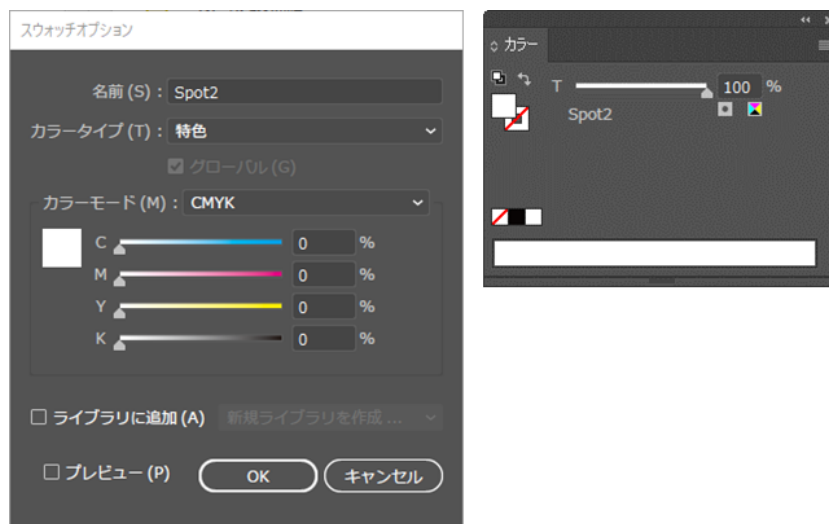 スウォッチオプション
名前 (S) : Spot2
カラータイプ (T) : 特色
グローバル (G)
カラーモード (M) : CMYK
C 0 %
M 0 %
Y 0 %
K 0 %
ライブラリに追加 (A) 新規ライブラリを作成 ...
プレビュー (P) OK キャンセル
カラー
T 100 %
Spot2